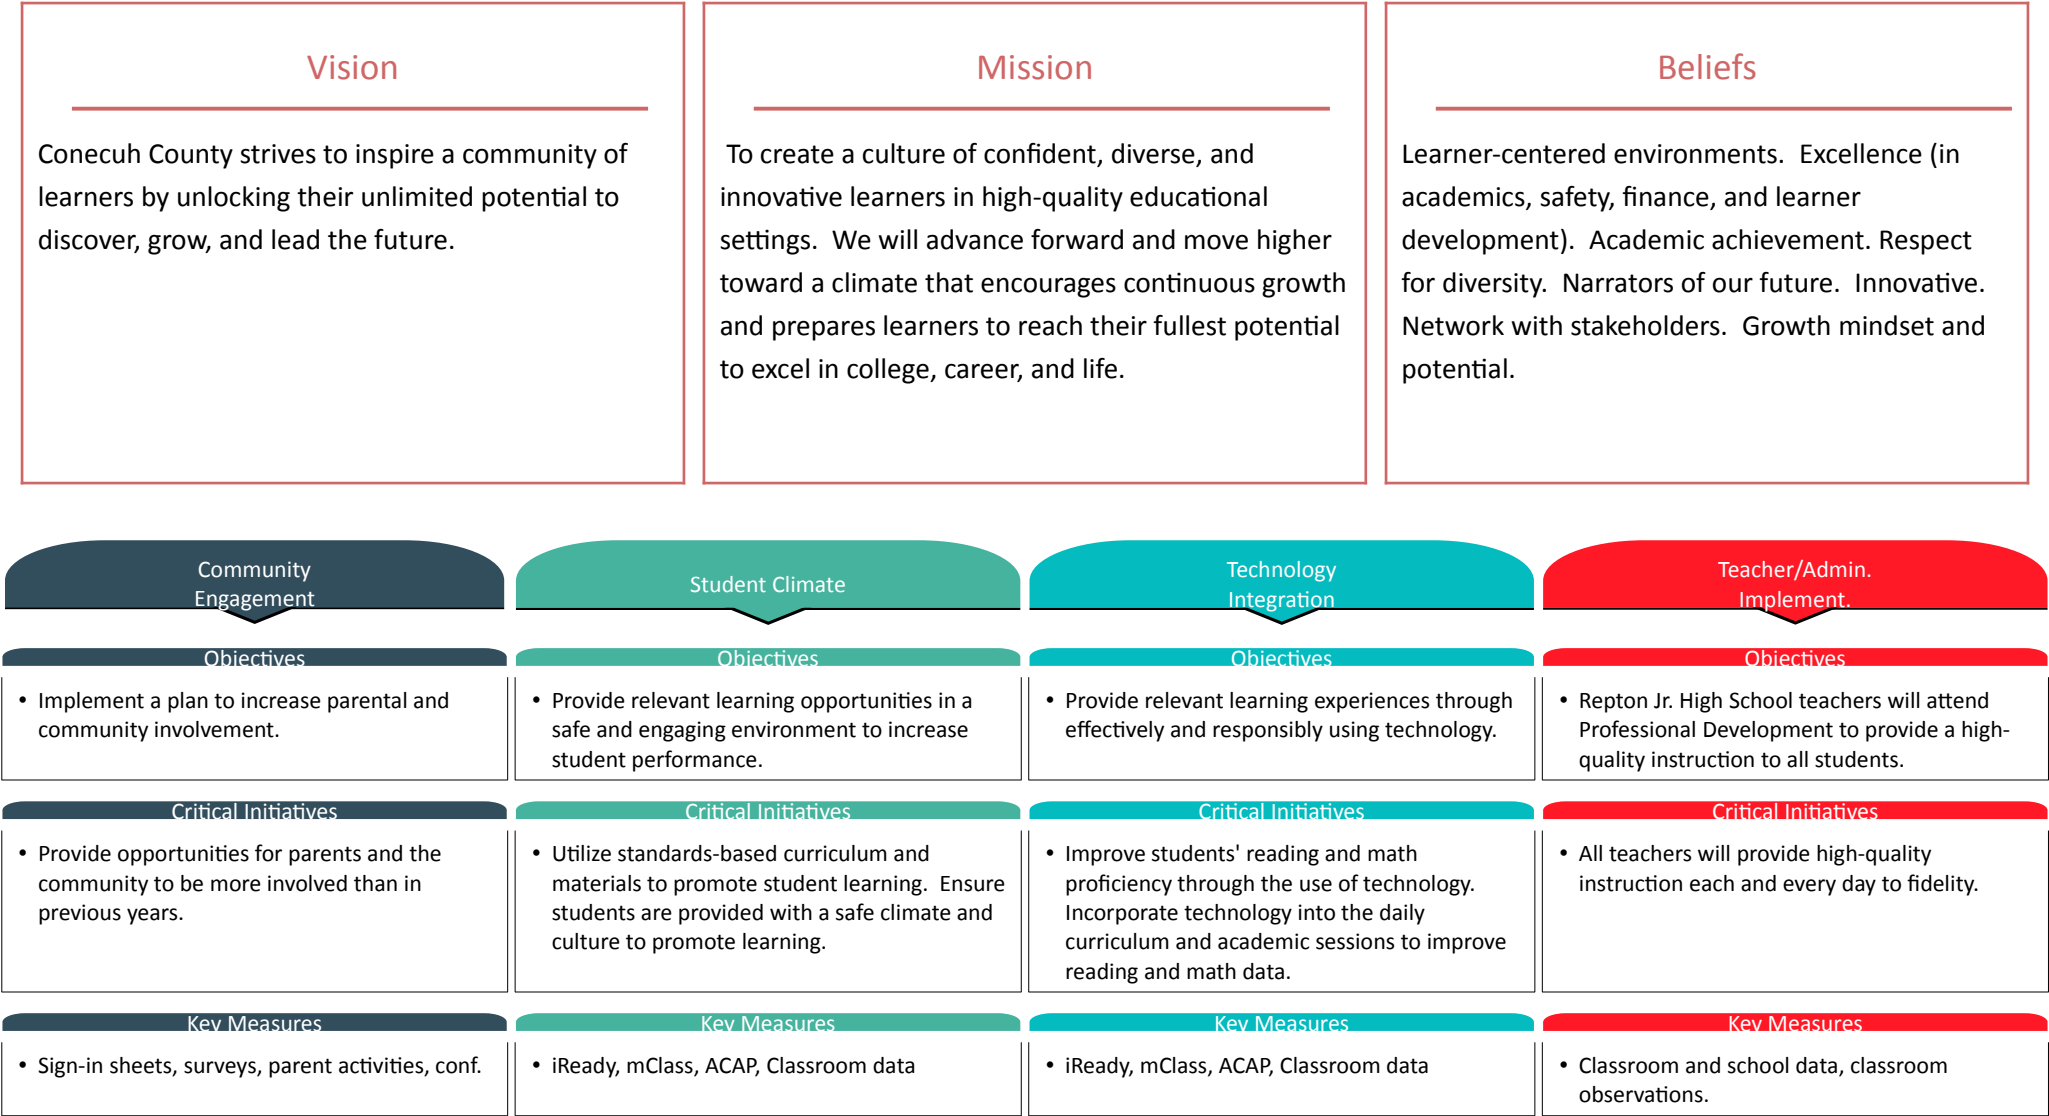 Vision
Conecuh County strives to inspire a community of
learners by unlocking their unlimited potential to
discover, grow, and lead the future.
Mission
To create a culture of confident, diverse, and
innovative learners in high-quality educational
settings.  We will advance forward and move higher
toward a climate that encourages continuous growth
and prepares learners to reach their fullest potential
to excel in college, career, and life.
Beliefs
Learner-centered environments.  Excellence (in
academics, safety, finance, and learner
development).  Academic achievement. Respect
for diversity.  Narrators of our future.  Innovative.
Network with stakeholders.  Growth mindset and
potential.
Community
Engagement
Objectives
• Implement a plan to increase parental and
community involvement.
Critical Initiatives
• Provide opportunities for parents and the
community to be more involved than in
previous years.
Key Measures
• Sign-in sheets, surveys, parent activities, conf.
Student Climate
Objectives
• Provide relevant learning opportunities in a
safe and engaging environment to increase
student performance.
Critical Initiatives
• Utilize standards-based curriculum and
materials to promote student learning.  Ensure
students are provided with a safe climate and
culture to promote learning.
Key Measures
• iReady, mClass, ACAP, Classroom data
Technology
Integration
Objectives
• Provide relevant learning experiences through
effectively and responsibly using technology.
Critical Initiatives
• Improve students' reading and math
proficiency through the use of technology.
Incorporate technology into the daily
curriculum and academic sessions to improve
reading and math data.
Key Measures
• iReady, mClass, ACAP, Classroom data
Teacher/Admin.
Implement.
Objectives
• Repton Jr. High School teachers will attend
Professional Development to provide a high-
quality instruction to all students.
Critical Initiatives
• All teachers will provide high-quality
instruction each and every day to fidelity.
Key Measures
• Classroom and school data, classroom
observations.